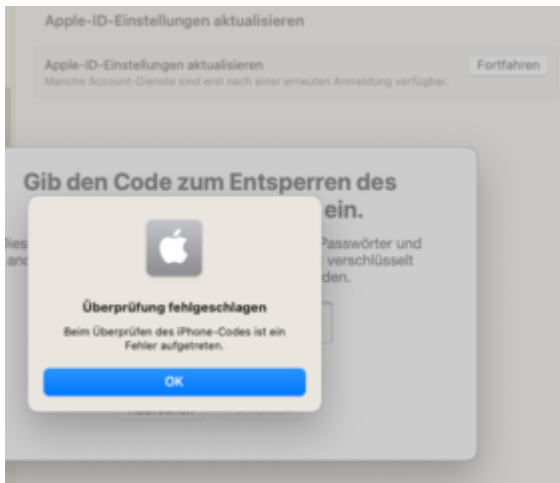 Apple-ID-Einstellungen aktualisieren
Apple-ID-Einstellungen aktualisieren
Fortfahren
Manche Account-Dienste sind erst nach einer erneuten Anmeldung verfügbar.
Gib den Code zum Entsperren des
ein.
Passwörter und
verschlüsselt
Überprüfung fehlgeschlagen
Beim Überprüfen des iPhone-Codes ist ein
Fehler aufgetreten.
OK